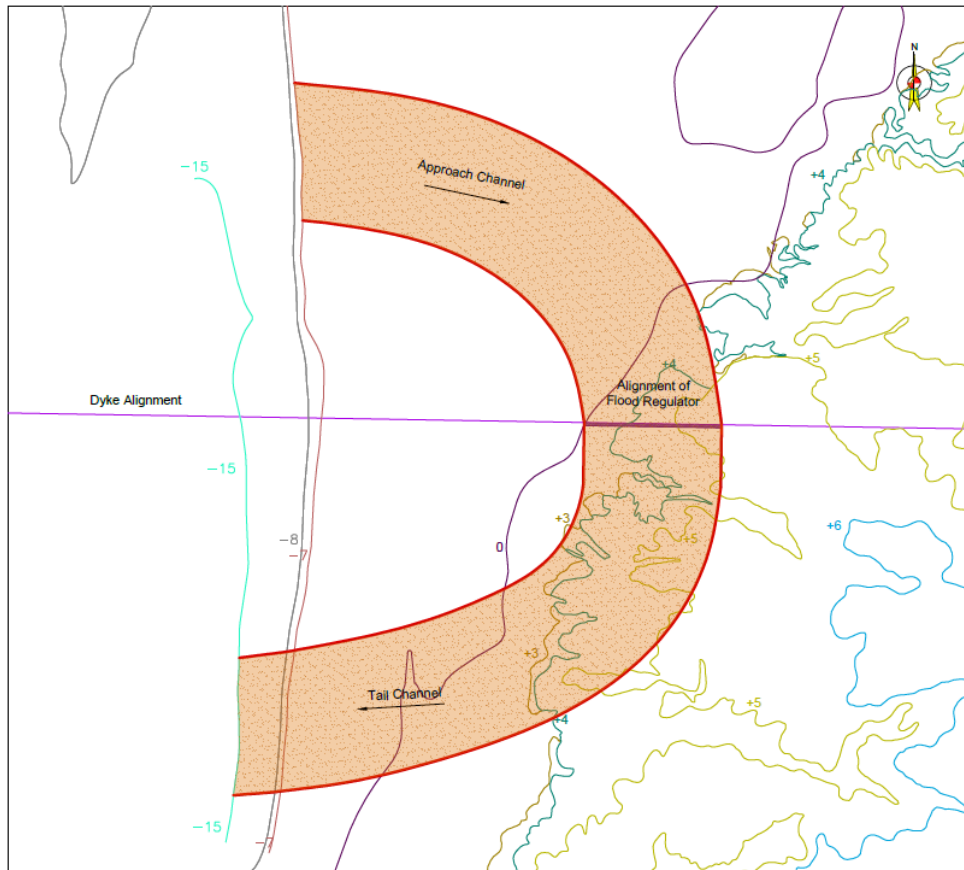 N
-15
Approach Channel
+4
+5
+4
Alignment of
Flood Regulator
Dyke Alignment
-15
+3
+6
-8
-7
0
+5
+3
Tail Channel
+5
+4
-15
-7